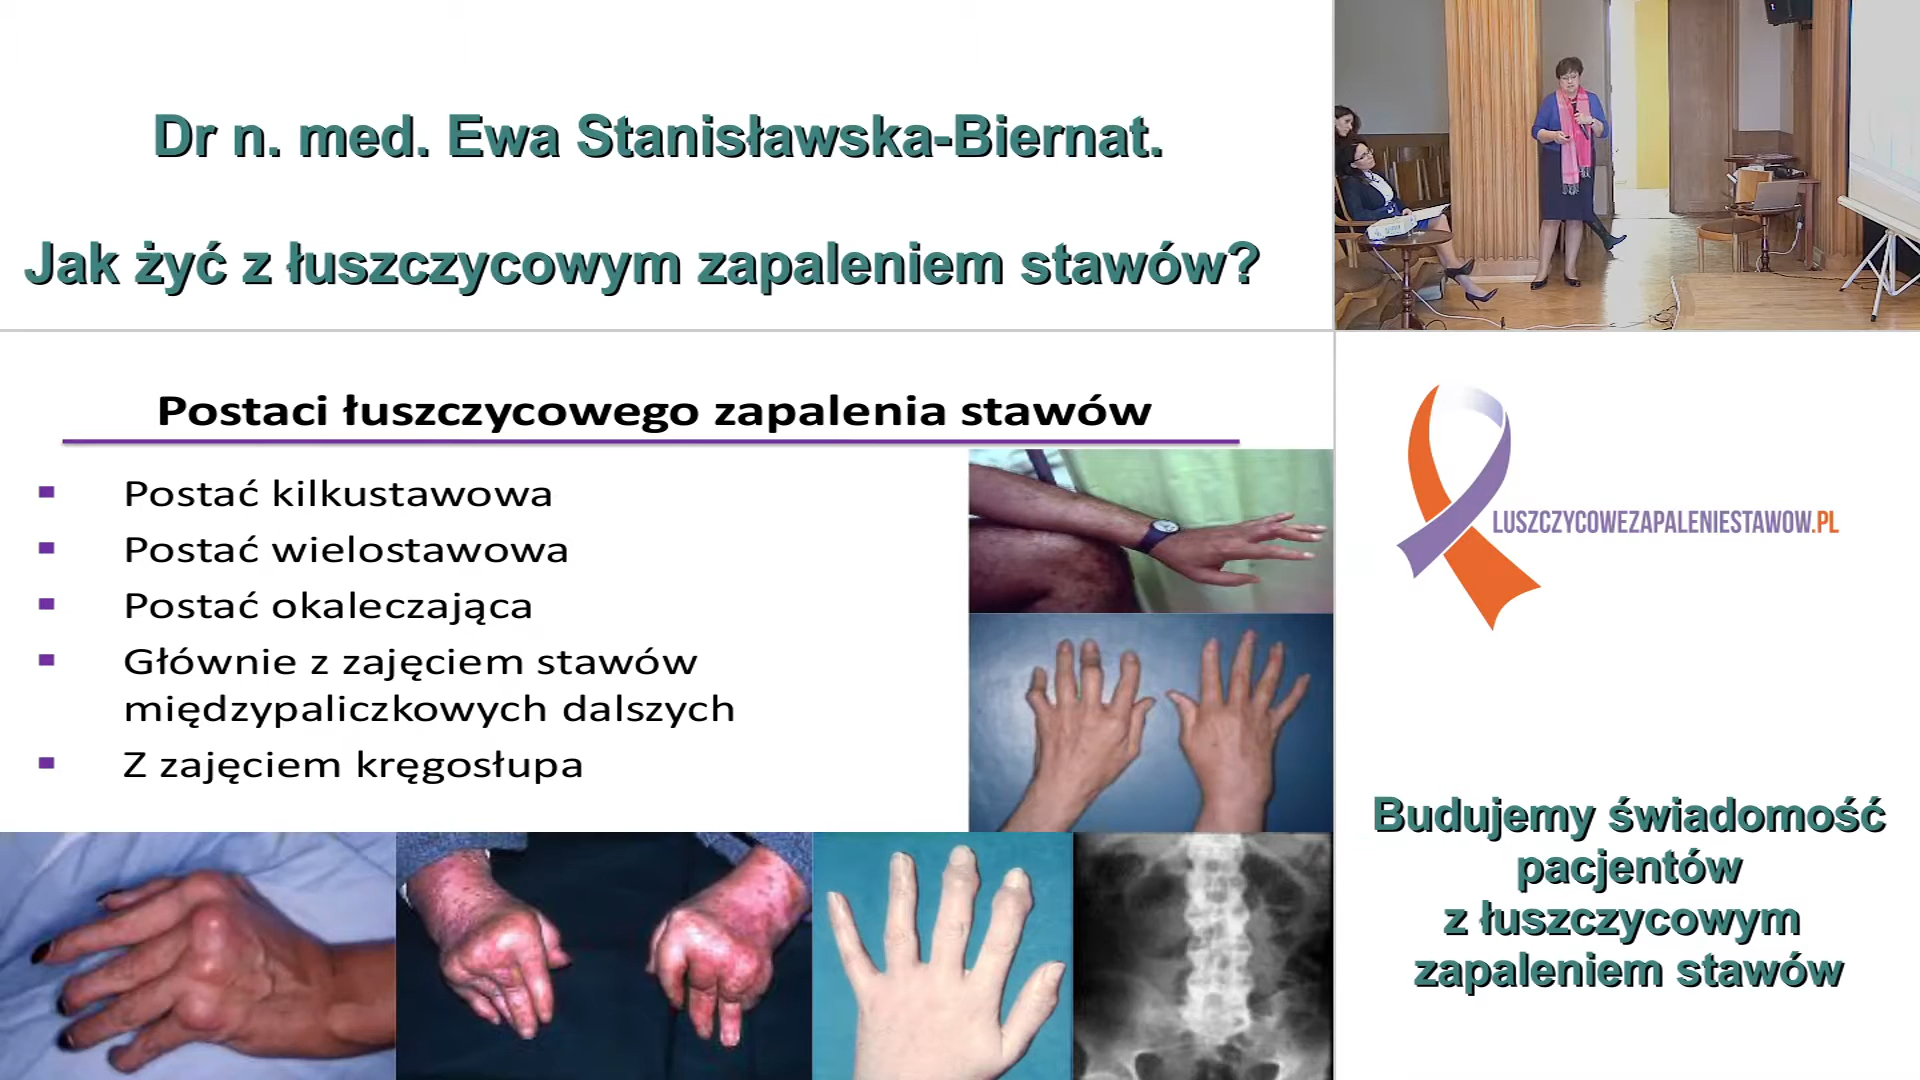 Dr n. med. Ewa Stanisławska-Biernat.
Jak żyć z łuszczycowym zapaleniem stawów?
Postaci łuszczycowego zapalenia stawów
Postać kilkustawowa
Postać wielostawowa
Postać okaleczająca
Głównie z zajęciem stawów
międzypaliczkowych dalszych
Z zajęciem kręgosłupa
LUSZCZYCOWEZAPALENIESTAWOW.PL
Budujemy świadomość
pacjentów
z łuszczycowym
zapaleniem stawów